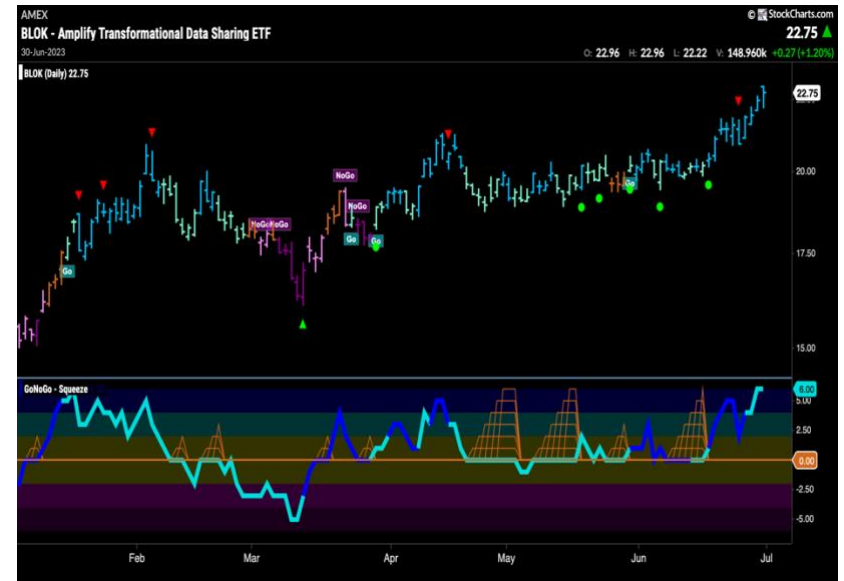 AMEX
© StockCharts.com
BLOK - Amplify Transformational Data Sharing ETF
22.75
30-Jun-2023
O: 22.96 H: 22.96 L: 22.22 V: 148.960k +0.27 (+1.20%)
BLOK (Daily) 22.75
22.75
NoGo
20.00
NoGo
Go
NoGo NoGo
Go
Go
17.50
Go
15.00
GoNoGo - Squeeze
6.00
5.00
2.50
0.00
-2.50
-5.00
Feb Mar Apr May Jun Jul